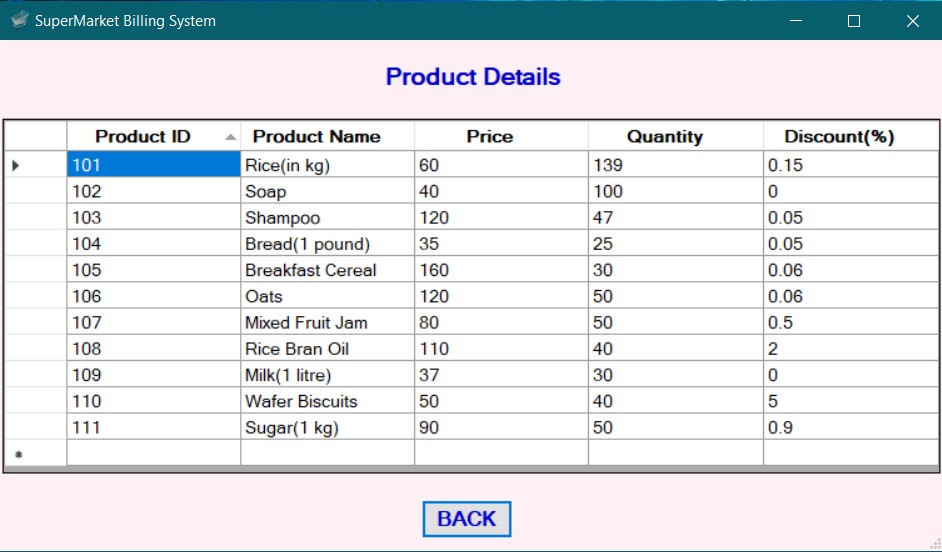 SuperMarket Billing System
Product Details
Product ID Product Name Price Quantity Discount(%)
101 Rice(in kg) 60 139 0.15
102 Soap 40 100 0
103 Shampoo 120 47 0.05
104 Bread(1 pound) 35 25 0.05
105 Breakfast Cereal 160 30 0.06
106 Oats 120 50 0.06
107 Mixed Fruit Jam 80 50 0.5
108 Rice Bran Oil 110 40 2
109 Milk(1 litre) 37 30 0
110 Wafer Biscuits 50 40 5
111 Sugar(1 kg) 90 50 0.9
BACK